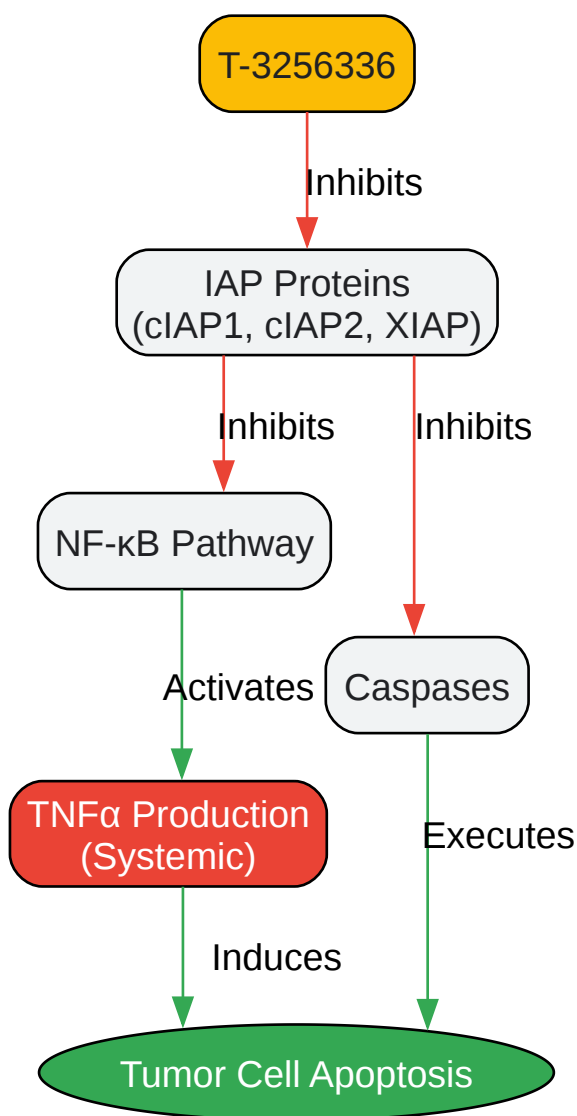 T-3256336
Inhibits
IAP Proteins
(cIAP1, cIAP2, XIAP)
Inhibits
Inhibits
NF-κB Pathway
Activates
Caspases
TNFα Production
(Systemic)
Executes
Induces
Tumor Cell Apoptosis